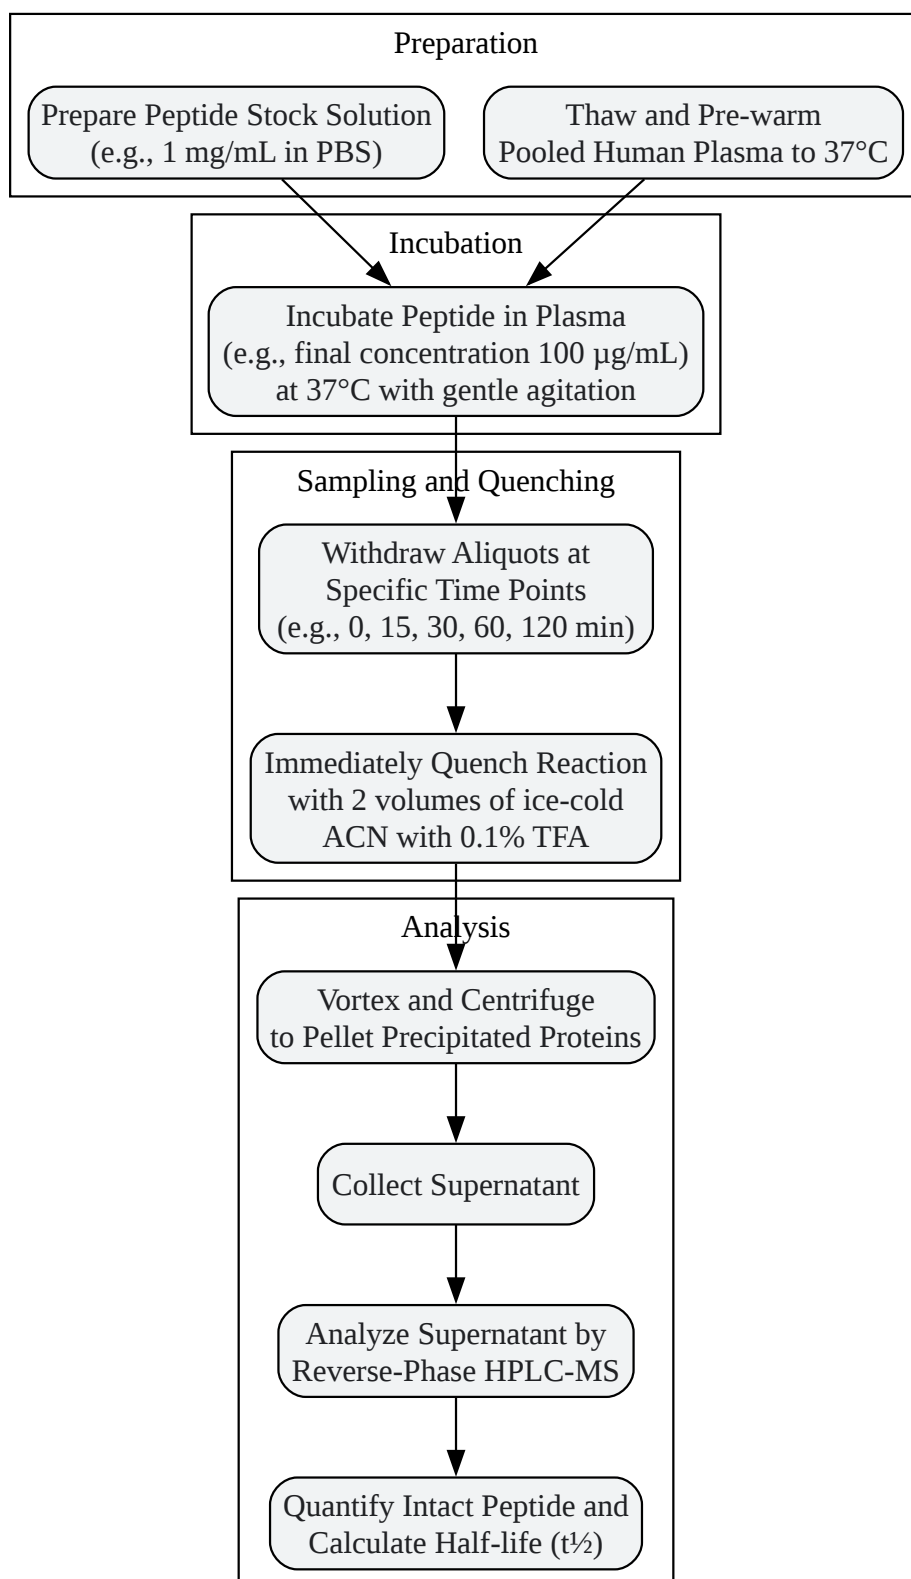 Preparation
Prepare Peptide Stock Solution
(e.g., 1 mg/mL in PBS)
Thaw and Pre-warm
Pooled Human Plasma to 37°C
Incubation
Incubate Peptide in Plasma
(e.g., final concentration 100 µg/mL)
at 37°C with gentle agitation
Sampling and Quenching
Withdraw Aliquots at
Specific Time Points
(e.g., 0, 15, 30, 60, 120 min)
Immediately Quench Reaction
with 2 volumes of ice-cold
ACN with 0.1% TFA
Analysis
Vortex and Centrifuge
to Pellet Precipitated Proteins
Collect Supernatant
Analyze Supernatant by
Reverse-Phase HPLC-MS
Quantify Intact Peptide and
Calculate Half-life (t½)